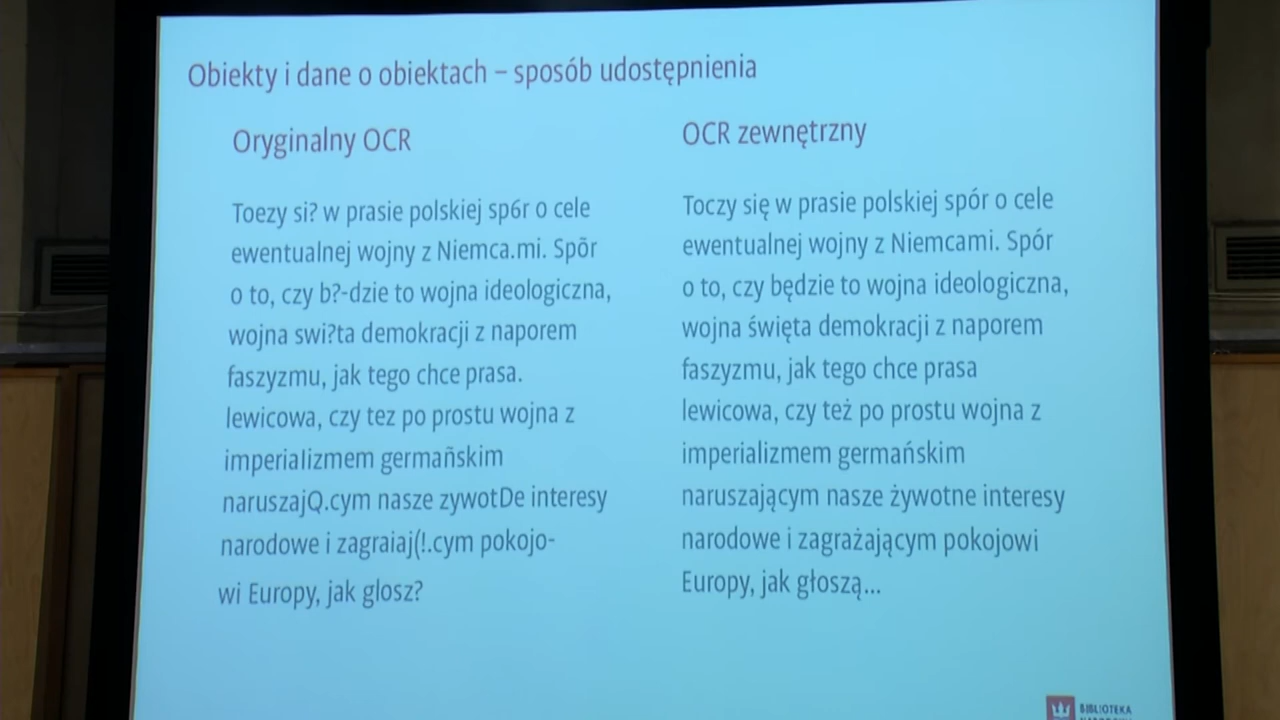 Obiekty i dane o obiektach – sposób udostępnienia
Oryginalny OCR
Toezy si? w prasie polskiej sp6r o cele
ewentualnej wojny z Niemca.mi. Spõr
o to, czy b?-dzie to wojna ideologiczna,
wojna swi?ta demokracji z naporem
faszyzmu, jak tego chce prasa.
lewicowa, czy tez po prostu wojna z
imperializmem germañskim
naruszajQ.cym nasze zywotDe interesy
narodowe i zagraiaj(!.cym pokojo-
wi Europy, jak glosz?
OCR zewnętrzny
Toczy się w prasie polskiej spór o cele
ewentualnej wojny z Niemcami. Spór
o to, czy będzie to wojna ideologiczna,
wojna święta demokracji z naporem
faszyzmu, jak tego chce prasa
lewicowa, czy też po prostu wojna z
imperializmem germańskim
naruszającym nasze żywotne interesy
narodowe i zagrażającym pokojowi
Europy, jak głoszą...
BIBLIOTEKA